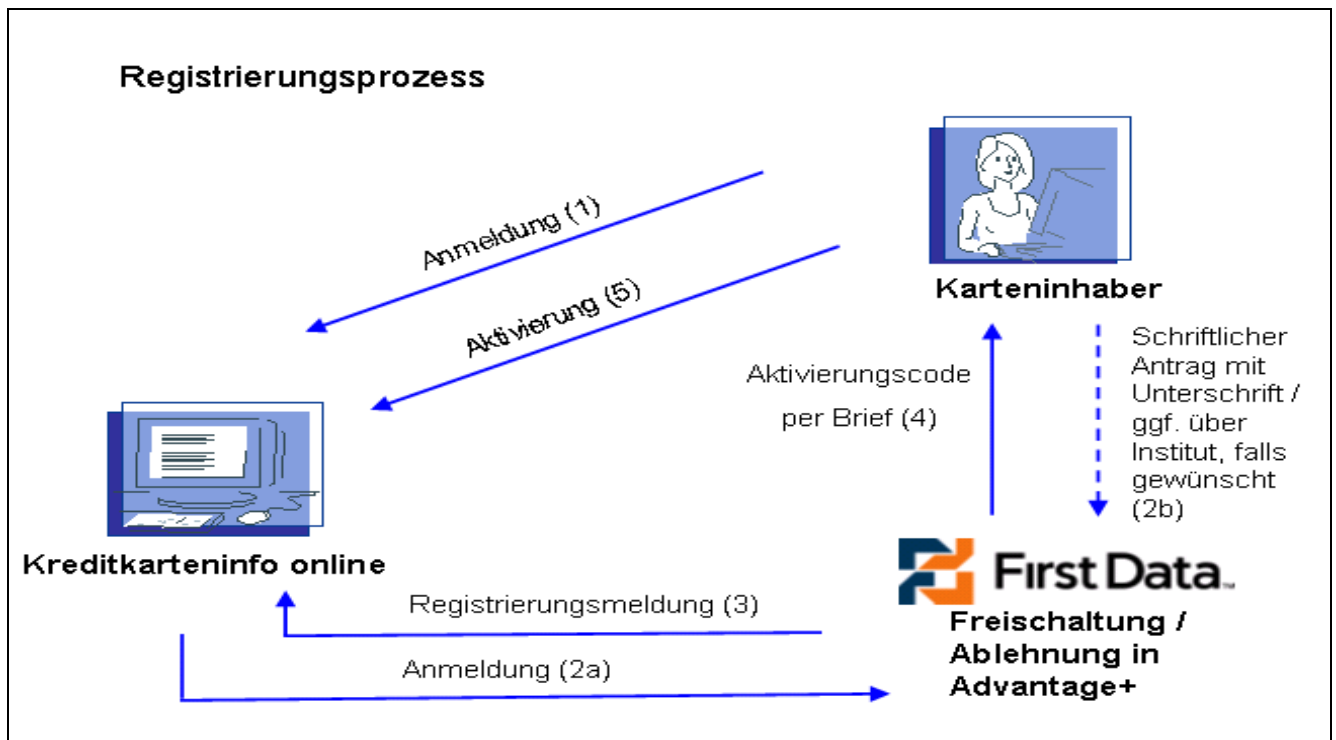 Registrierungsprozess
Anmeldung (1)
Aktivierung (5)
Karteninhaber
Aktivierungscode
per Brief (4)
Schriftlicher
Antrag mit
Unterschrift /
ggf. über
Institut, falls
gewünscht
(2b)
Kreditkarteninfo online
First Data™
Registrierungsmeldung (3)
Anmeldung (2a)
Freischaltung /
Ablehnung in
Advantage+